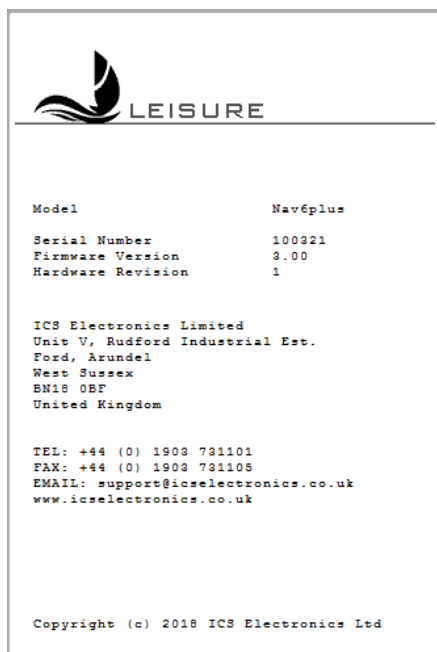 LEISURE
Model Nav6plus
Serial Number 100321
Firmware Version 3.00
Hardware Revision 1
ICS Electronics Limited
Unit V, Rudford Industrial Est.
Ford, Arundel
West Sussex
BN18 0BF
United Kingdom
TEL: +44 (0) 1903 731101
FAX: +44 (0) 1903 731105
EMAIL: support@icselectronics.co.uk
www.icselectronics.co.uk
Copyright (c) 2018 ICS Electronics Ltd